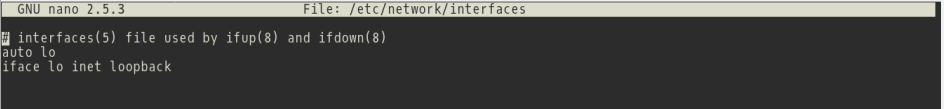 GNU nano 2.5.3 File: /etc/network/interfaces
# interfaces(5) file used by ifup(8) and ifdown(8)
auto lo
iface lo inet loopback